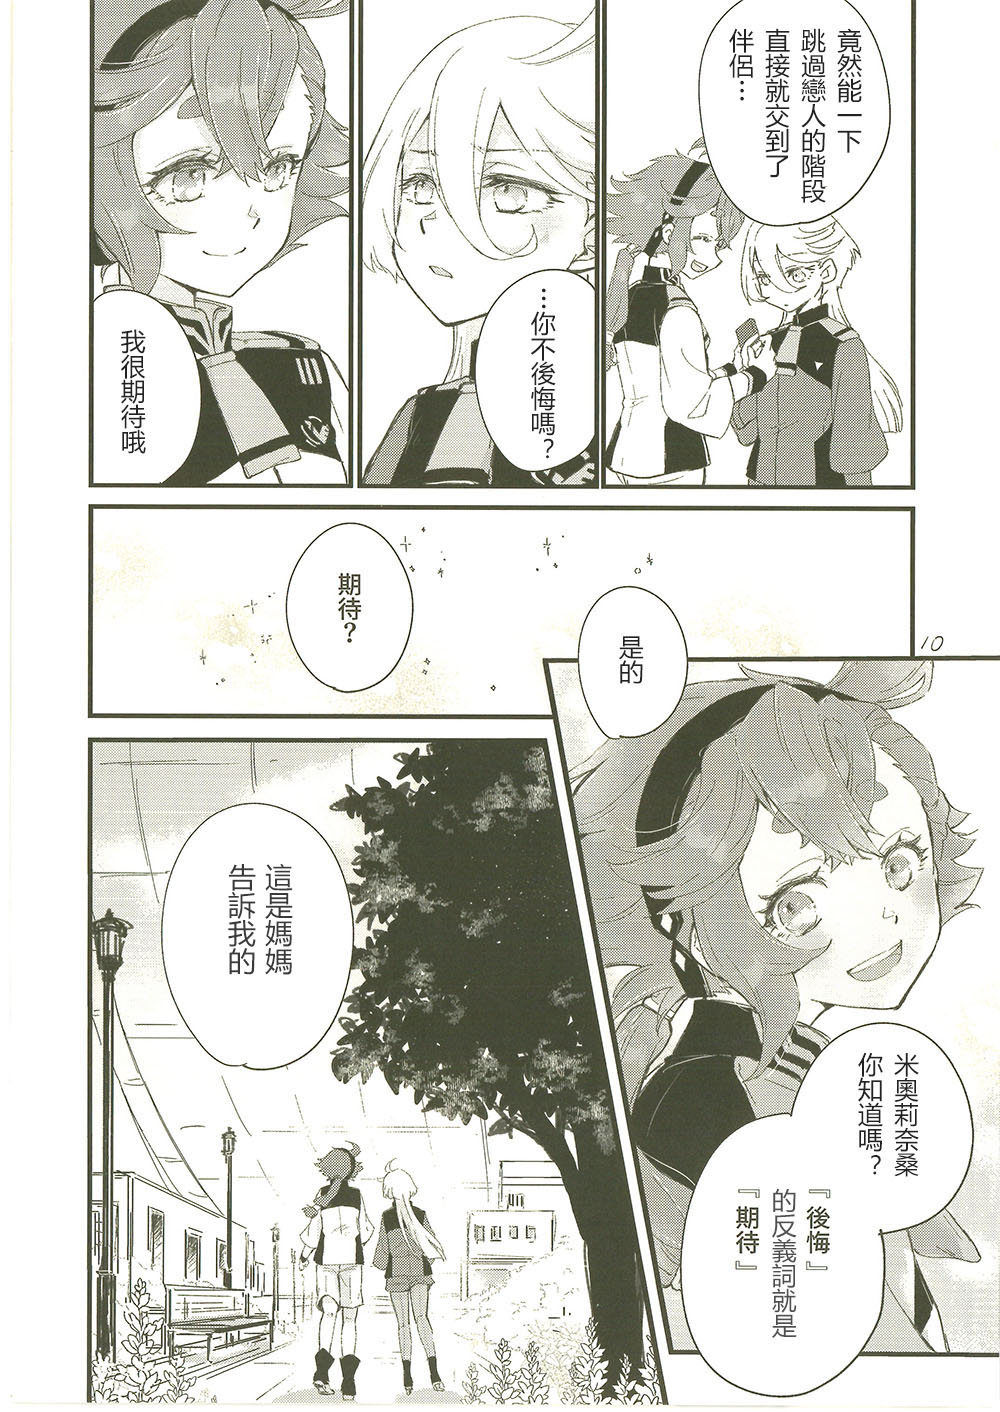 竟然能一下
跳過戀人的階段
直接就交到了
伴侶…
…你不後悔嗎？
我很期待哦
期待？
10
是的
米奧莉奈桑
你知道嗎？
『後悔』
的反義詞就是
『期待』
這是媽媽
告訴我的